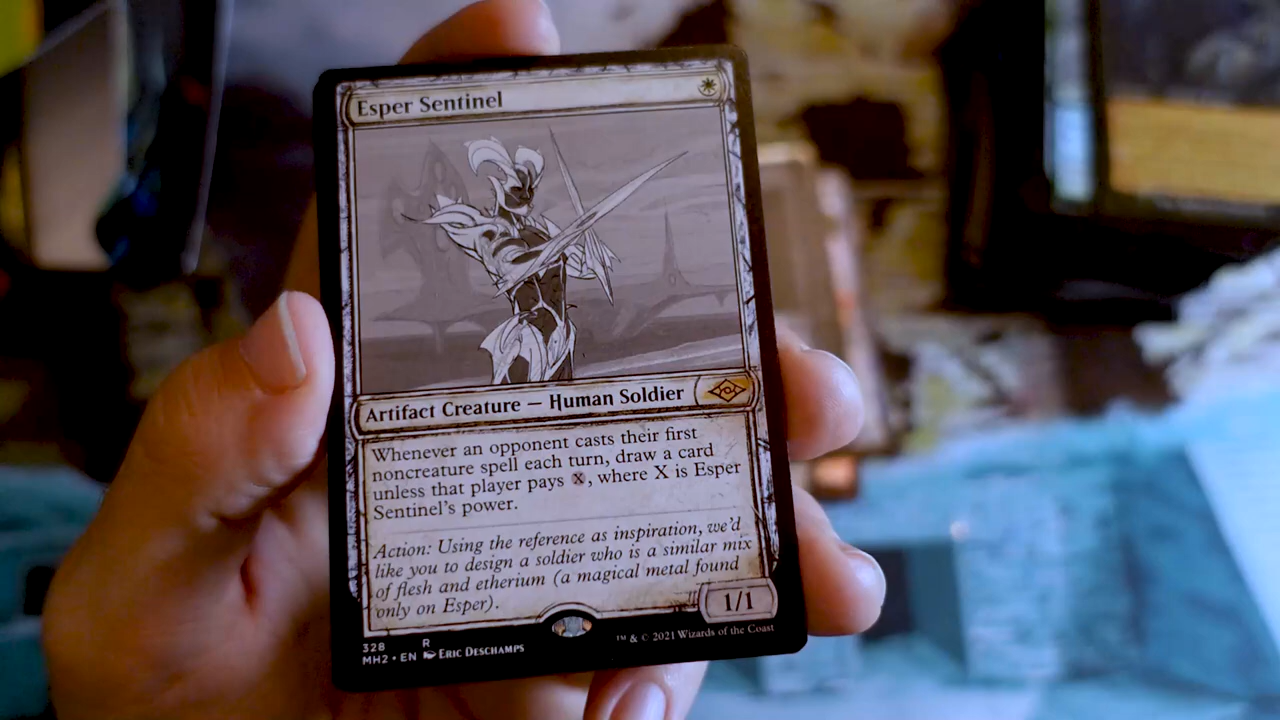 Esper Sentinel
Artifact Creature — Human Soldier
Whenever an opponent casts their first
noncreature spell each turn, draw a card
unless that player pays X, where X is Esper
Sentinel's power.
Action: Using the reference as inspiration, we'd
like you to design a soldier who is a similar mix
of flesh and etherium (a magical metal found
only on Esper).
1/1
328 R
MH2 • EN Eric Deschamps
™ & © 2021 Wizards of the Coast